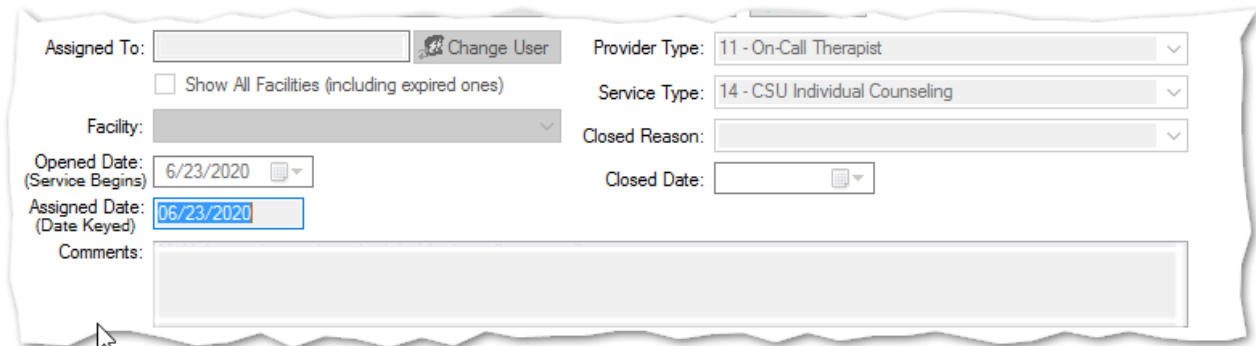 Assigned To: Change User Provider Type: 11 - On-Call Therapist
Show All Facilities (including expired ones) Service Type: 14 - CSU Individual Counseling
Facility: Closed Reason:
Opened Date: (Service Begins) 6/23/2020 Closed Date:
Assigned Date: (Date Keyed) 06/23/2020
Comments: